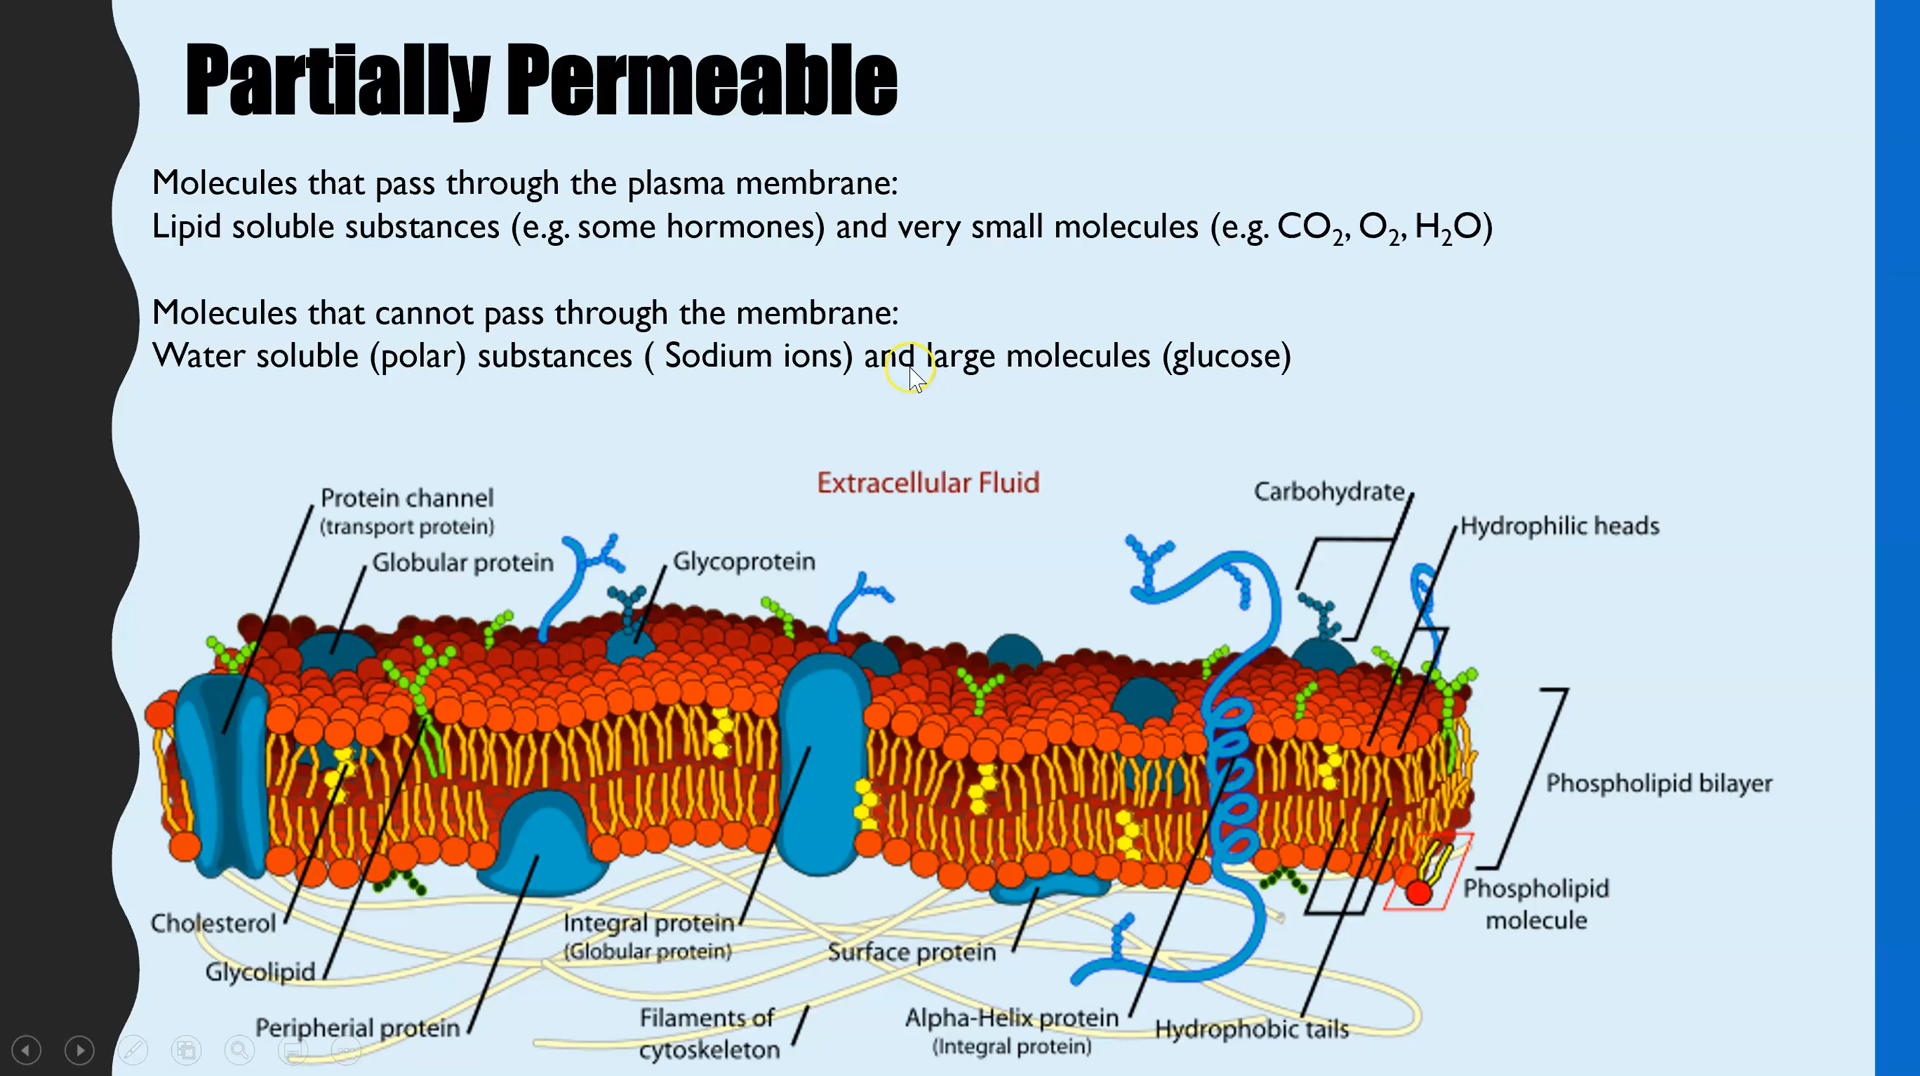 Partially Permeable
Molecules that pass through the plasma membrane:
Lipid soluble substances (e.g. some hormones) and very small molecules (e.g. CO₂, O₂, H₂O)
Molecules that cannot pass through the membrane:
Water soluble (polar) substances ( Sodium ions) and large molecules (glucose)
Extracellular Fluid
Protein channel
(transport protein)
Globular protein
Glycoprotein
Carbohydrate
Hydrophilic heads
Phospholipid bilayer
Phospholipid
molecule
Cholesterol
Glycolipid
Peripherial protein
Integral protein
(Globular protein)
Surface protein
Filaments of
cytoskeleton
Alpha-Helix protein
(Integral protein)
Hydrophobic tails